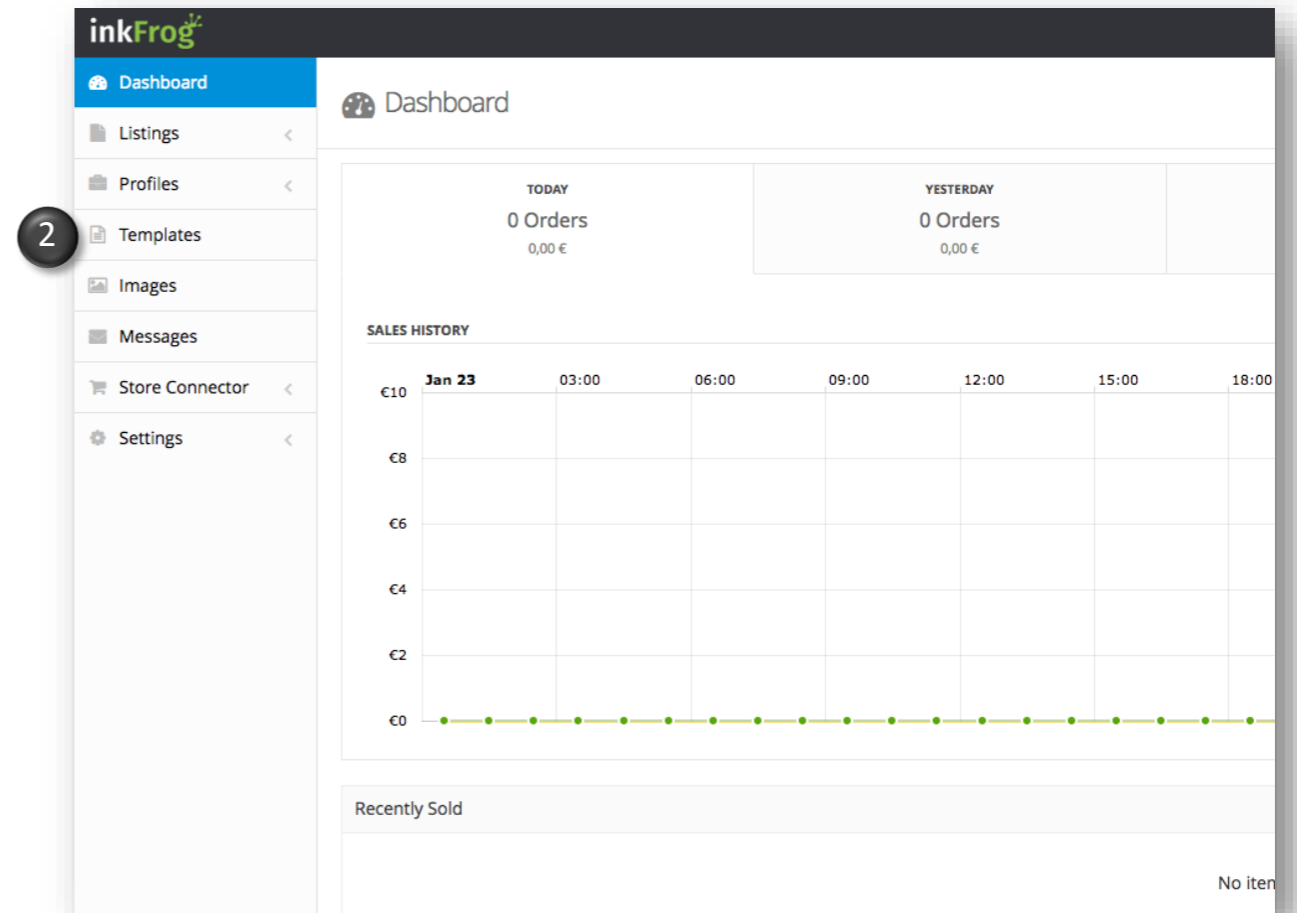 inkFrog
Dashboard
Listings
Profiles
2
Templates
Images
Messages
Store Connector
Settings
Dashboard
TODAY
0 Orders
0,00 €
YESTERDAY
0 Orders
0,00 €
SALES HISTORY
Jan 23 03:00 06:00 09:00 12:00 15:00 18:00
€10
€8
€6
€4
€2
€0
Recently Sold
No